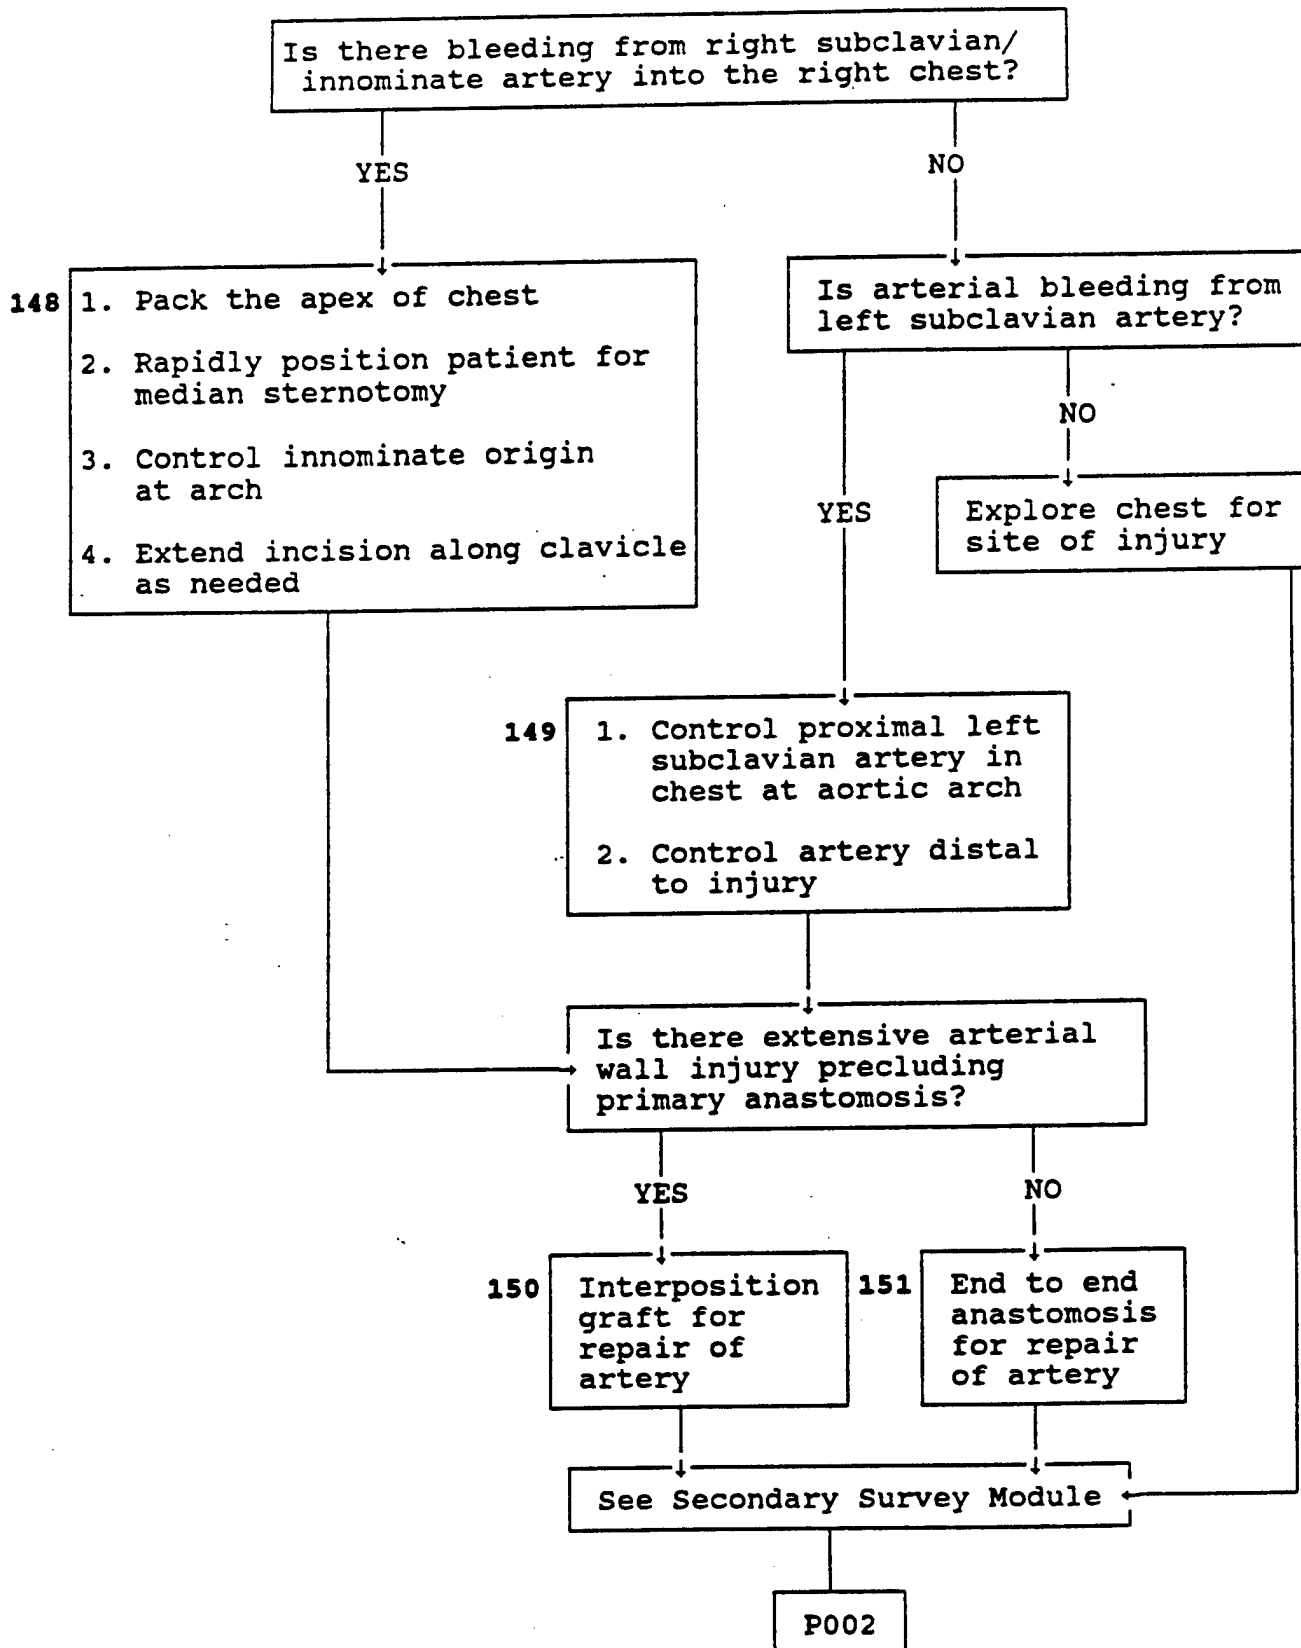 Is there bleeding from right subclavian/
innominate artery into the right chest?
YES
NO
148
1. Pack the apex of chest
2. Rapidly position patient for
median sternotomy
3. Control innominate origin
at arch
4. Extend incision along clavicle
as needed
Is arterial bleeding from
left subclavian artery?
YES
NO
Explore chest for
site of injury
149
1. Control proximal left
subclavian artery in
chest at aortic arch
2. Control artery distal
to injury
Is there extensive arterial
wall injury precluding
primary anastomosis?
YES
NO
150
Interposition
graft for
repair of
artery
151
End to end
anastomosis
for repair
of artery
See Secondary Survey Module
P002